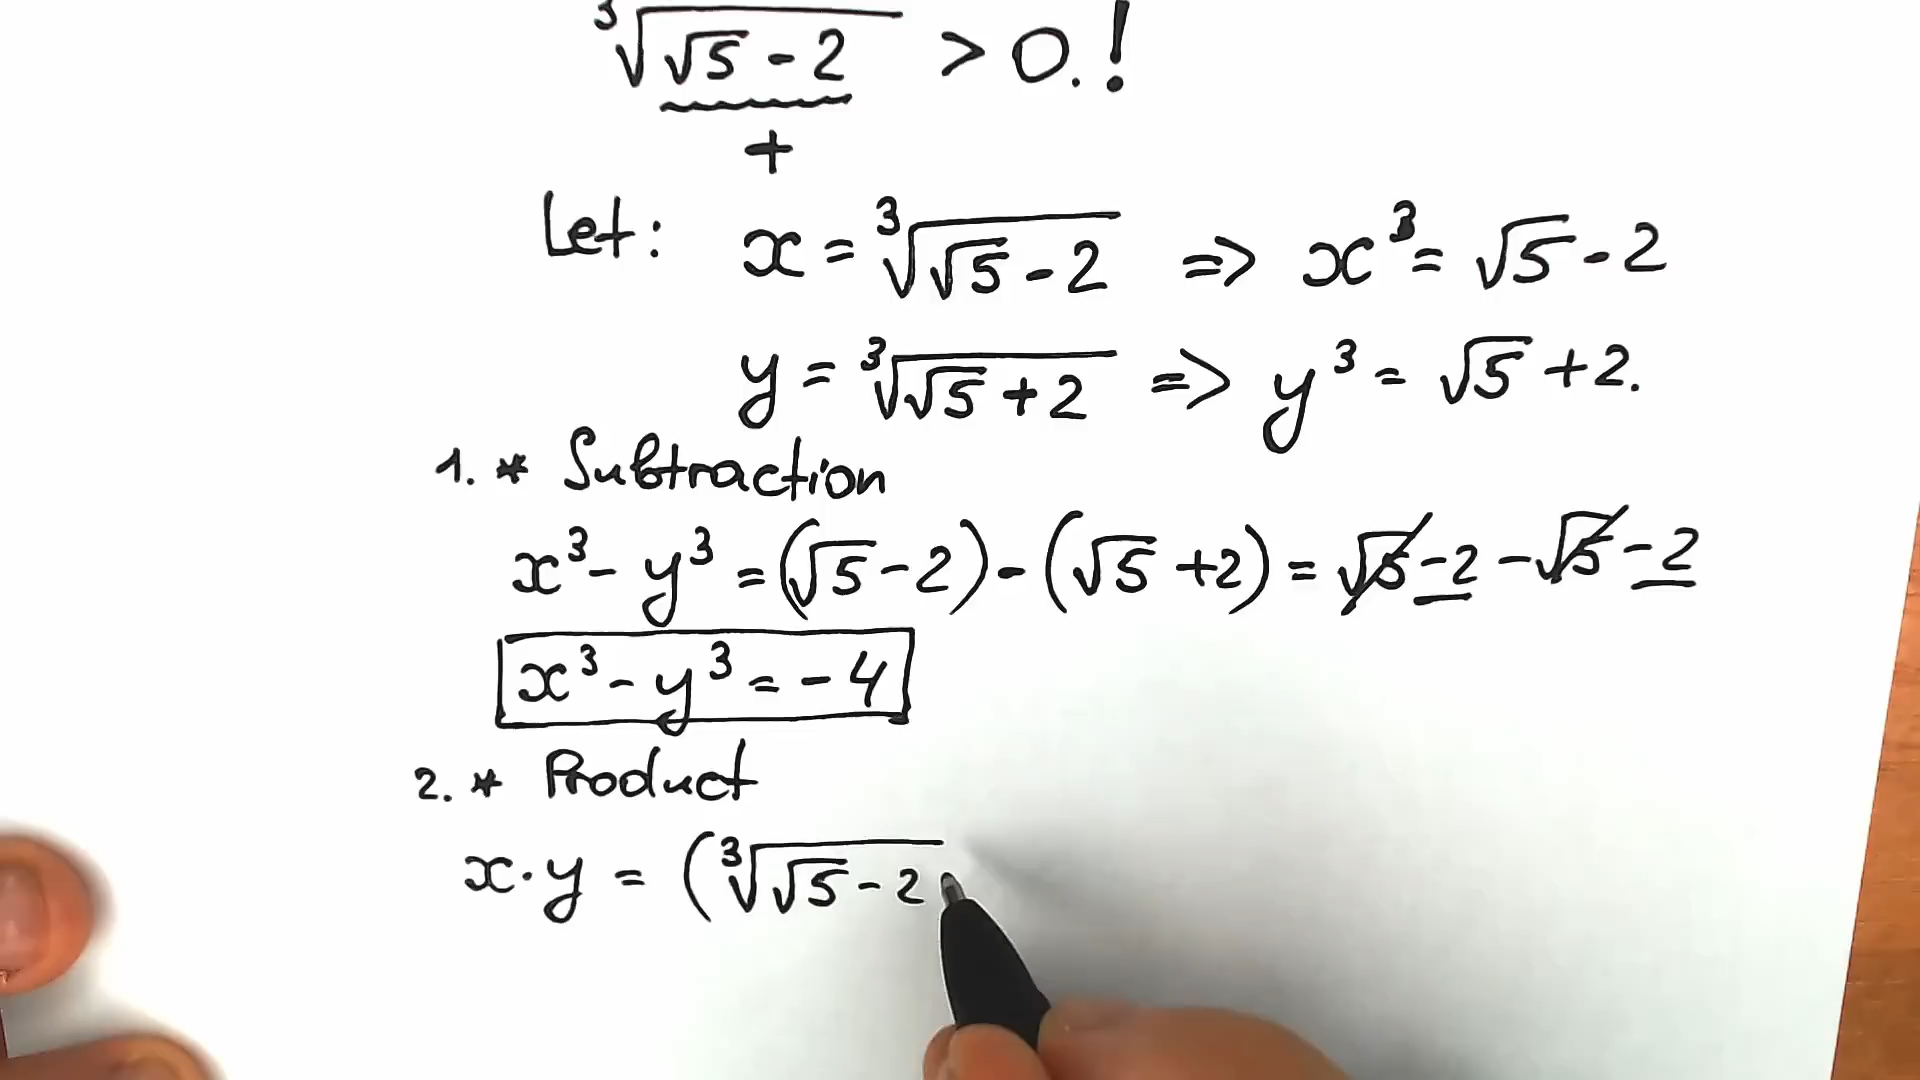 ∛(√5 - 2) > 0.!
+
Let: x = ∛(√5 - 2) => x³ = √5 - 2
y = ∛(√5 + 2) => y³ = √5 + 2.
1. * Subtraction
x³ - y³ = (√5 - 2) - (√5 + 2) = √5 - 2 - √5 - 2
x³ - y³ = - 4
2. * Product
x · y = (∛(√5 - 2)